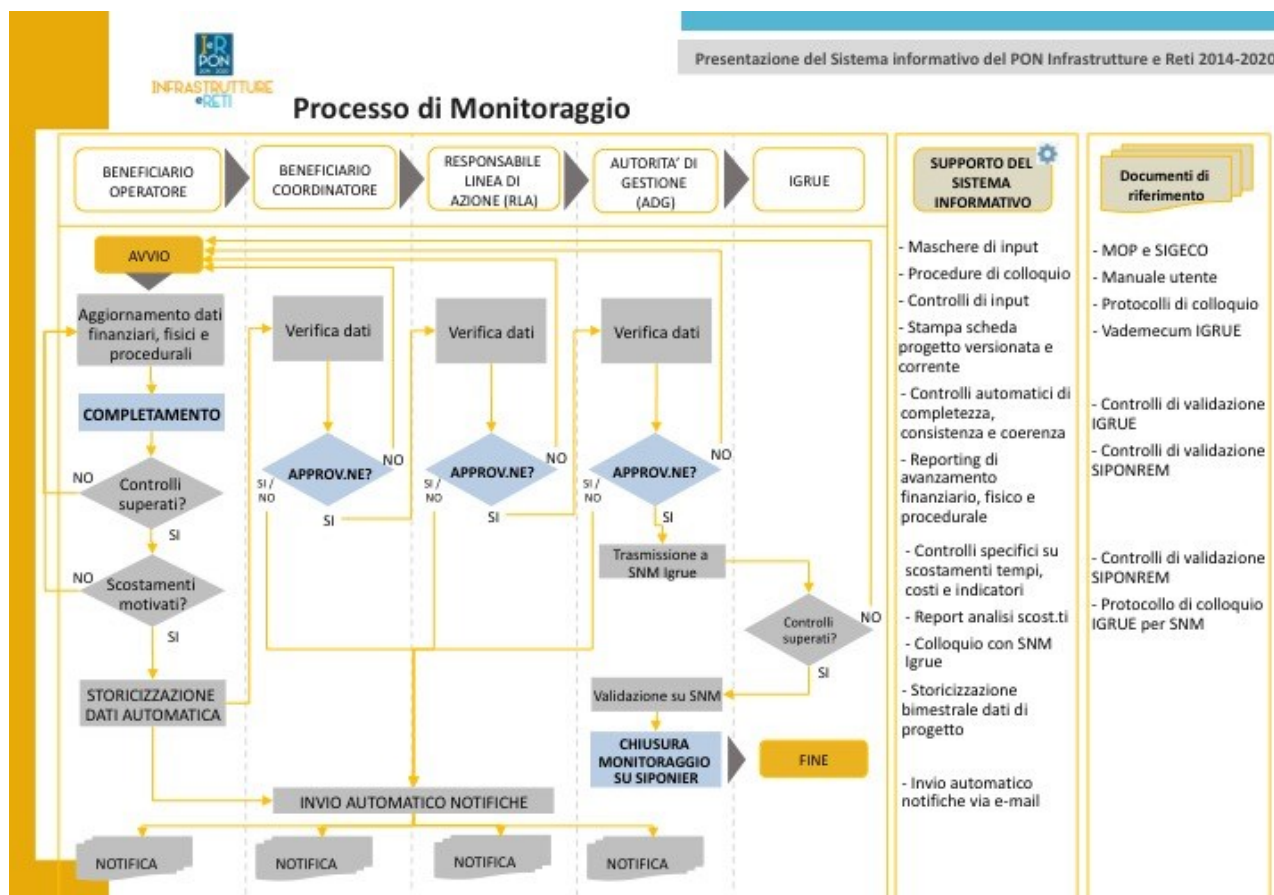 I e R
PON
2014 2020
INFRASTRUTTURE
e RETI
Presentazione del Sistema informativo del PON Infrastrutture e Reti 2014-2020
Processo di Monitoraggio
BENEFICIARIO
OPERATORE
BENEFICIARIO
COORDINATORE
RESPONSABILE
LINEA DI
AZIONE (RLA)
AUTORITA' DI
GESTIONE
(ADG)
IGRUE
SUPPORTO DEL
SISTEMA
INFORMATIVO
Documenti di
riferimento
AVVIO
Aggiornamento dati
finanziari, fisici e
procedurali
COMPLETAMENTO
NO
Controlli
superati?
SI
NO
Scostamenti
motivati?
SI
STORICIZZAZIONE
DATI AUTOMATICA
Verifica dati
APPROV.NE?
NO
SI /
NO
SI
Verifica dati
APPROV.NE?
NO
SI /
NO
SI
Verifica dati
APPROV.NE?
NO
SI /
NO
SI
Trasmissione a
SNM Igrue
Controlli
superati?
NO
SI
Validazione su SNM
CHIUSURA
MONITORAGGIO
SU SIPONIER
FINE
INVIO AUTOMATICO NOTIFICHE
NOTIFICA
NOTIFICA
NOTIFICA
NOTIFICA
- Maschere di input
- Procedure di colloquio
- Controlli di input
- Stampa scheda
progetto versionata e
corrente
- Controlli automatici di
completezza,
consistenza e coerenza
- Reporting di
avanzamento
finanziario, fisico e
procedurale
- Controlli specifici su
scostamenti tempi,
costi e indicatori
- Report analisi scost.ti
- Colloquio con SNM
Igrue
- Storicizzazione
bimestrale dati di
progetto
- Invio automatico
notifiche via e-mail
- MOP e SIGECO
- Manuale utente
- Protocolli di colloquio
- Vademecum IGRUE
- Controlli di validazione
IGRUE
- Controlli di validazione
SIPONREM
- Controlli di validazione
SIPONREM
- Protocollo di colloquio
IGRUE per SNM